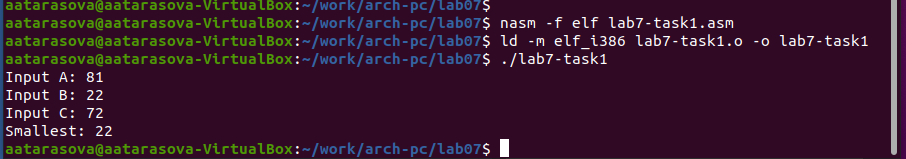 aatarasova@aatarasova-VirtualBox:~/work/arch-pc/lab07$
aatarasova@aatarasova-VirtualBox:~/work/arch-pc/lab07$ nasm -f elf lab7-task1.asm
aatarasova@aatarasova-VirtualBox:~/work/arch-pc/lab07$ ld -m elf_i386 lab7-task1.o -o lab7-task1
aatarasova@aatarasova-VirtualBox:~/work/arch-pc/lab07$ ./lab7-task1
Input A: 81
Input B: 22
Input C: 72
Smallest: 22
aatarasova@aatarasova-VirtualBox:~/work/arch-pc/lab07$